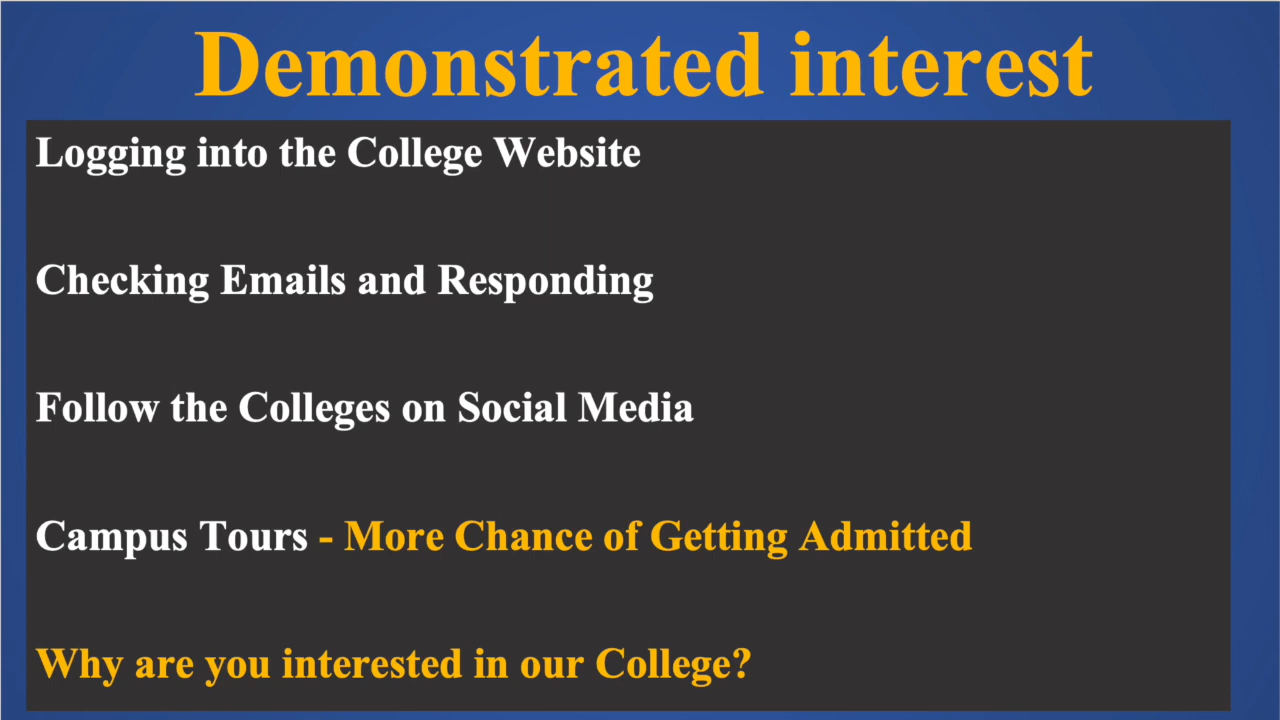 Demonstrated interest
Logging into the College Website
Checking Emails and Responding
Follow the Colleges on Social Media
Campus Tours - More Chance of Getting Admitted
Why are you interested in our College?